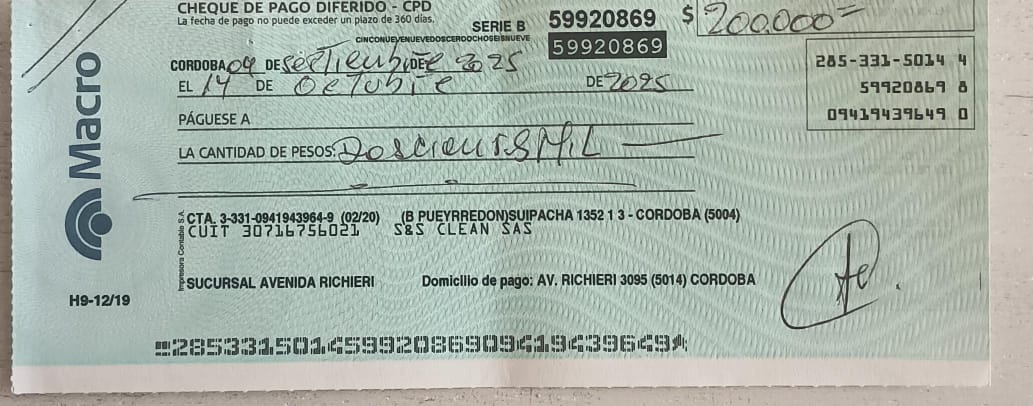 CHEQUE DE PAGO DIFERIDO - CPD
La fecha de pago no puede exceder un plazo de 360 días.
SERIE B 59920869 $ 200.000=
CINCONUEVENUEVEDOSCEROOCHOSEISNUEVE
59920869
CORDOBA 04 DE septiembre DE 2025
EL 14 DE octubre DE 2025
285-331-5014 4
59920869 8
09419439649 0
PÁGUESE A
LA CANTIDAD DE PESOS: Doscientos MIL
Macro
CTA. 3-331-0941943964-9 (02/20) (B PUEYRREDON)SUIPACHA 1352 1 3 - CORDOBA (5004)
CUIT 30716756021 S&S CLEAN SAS
Impresora Contable S.A.
SUCURSAL AVENIDA RICHIERI Domicilio de pago: AV. RICHIERI 3095 (5014) CORDOBA
H9-12/19
28533150145992086909419439649